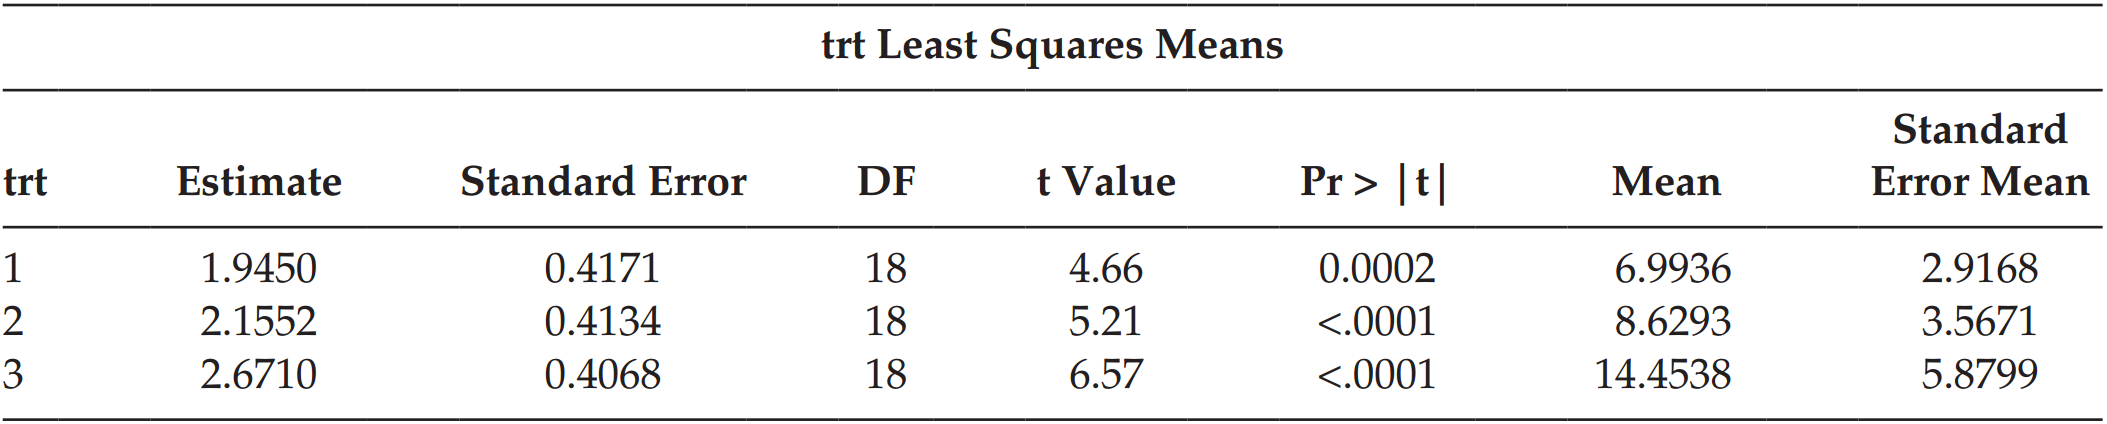 trt Least Squares Means
Standard
trt Estimate Standard Error DF t Value Pr > |t| Mean Error Mean
1 1.9450 0.4171 18 4.66 0.0002 6.9936 2.9168
2 2.1552 0.4134 18 5.21 <.0001 8.6293 3.5671
3 2.6710 0.4068 18 6.57 <.0001 14.4538 5.8799